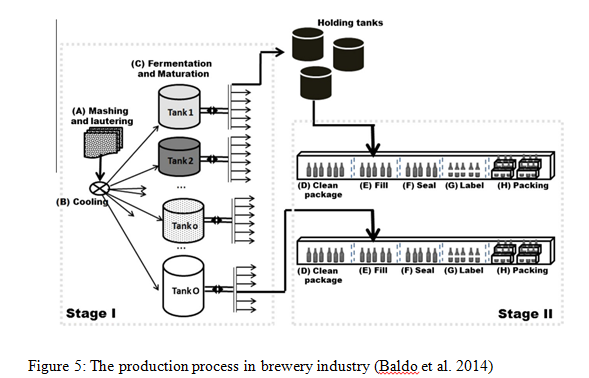 Holding tanks
(C) Fermentation
and Maturation
(A) Mashing
and lautering
Tank 1
Tank 2
...
(B) Cooling
Tank o
...
Tank O
(D) Clean
package
(E) Fill
(F) Seal
(G) Label
(H) Packing
(D) Clean
package
(E) Fill
(F) Seal
(G) Label
(H) Packing
Stage I
Stage II
Figure 5: The production process in brewery industry (Baldo et al. 2014)